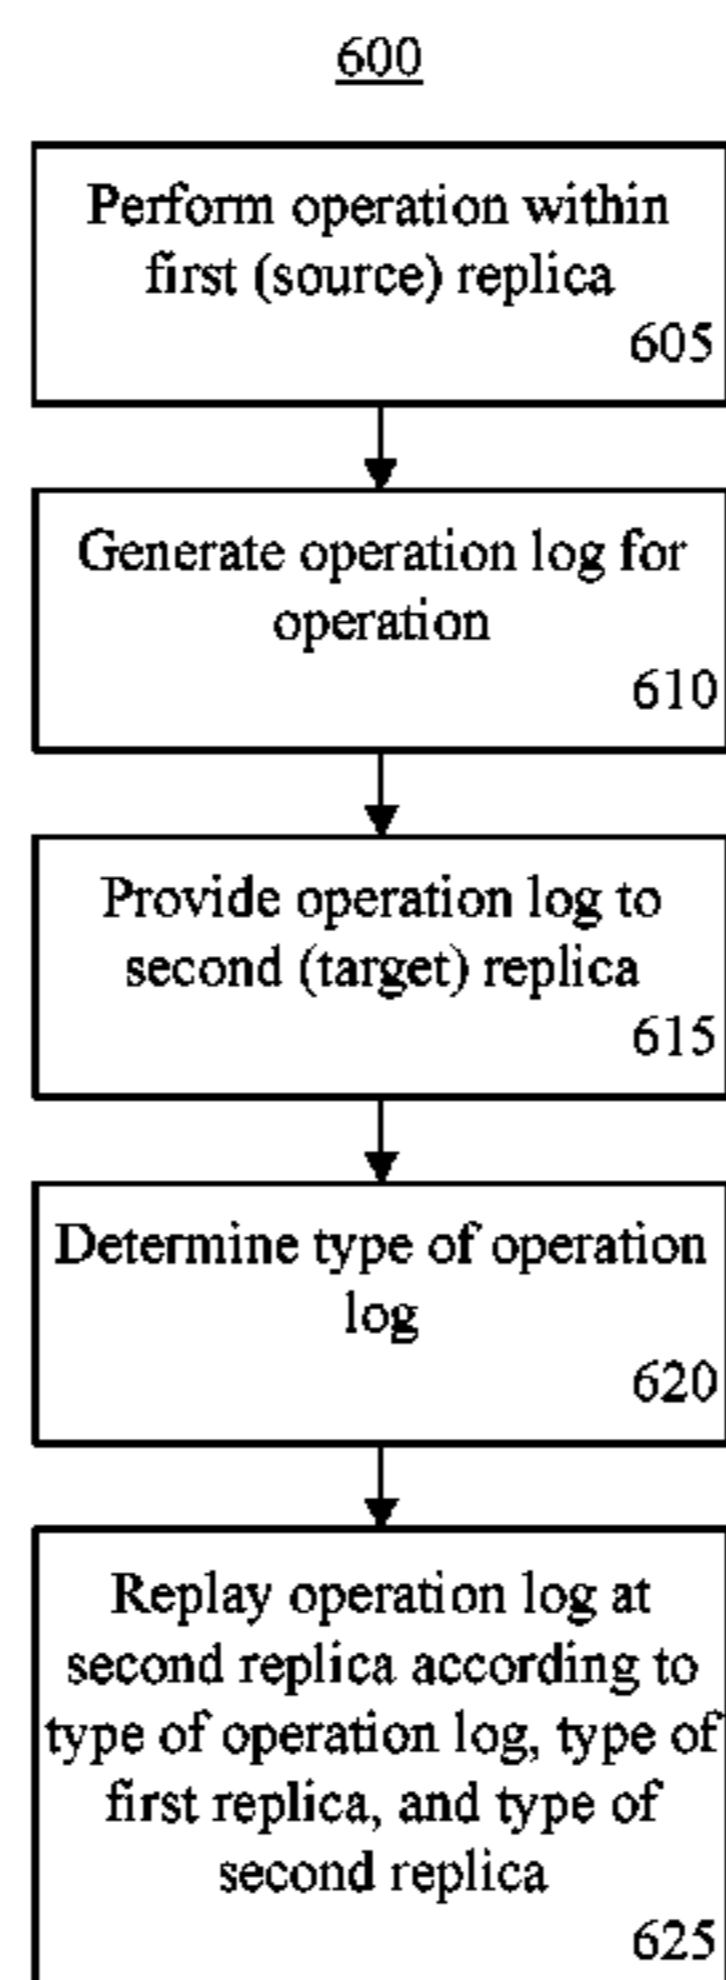 600
Perform operation within
first (source) replica
605
Generate operation log for
operation
610
Provide operation log to
second (target) replica
615
Determine type of operation
log
620
Replay operation log at
second replica according to
type of operation log, type of
first replica, and type of
second replica
625